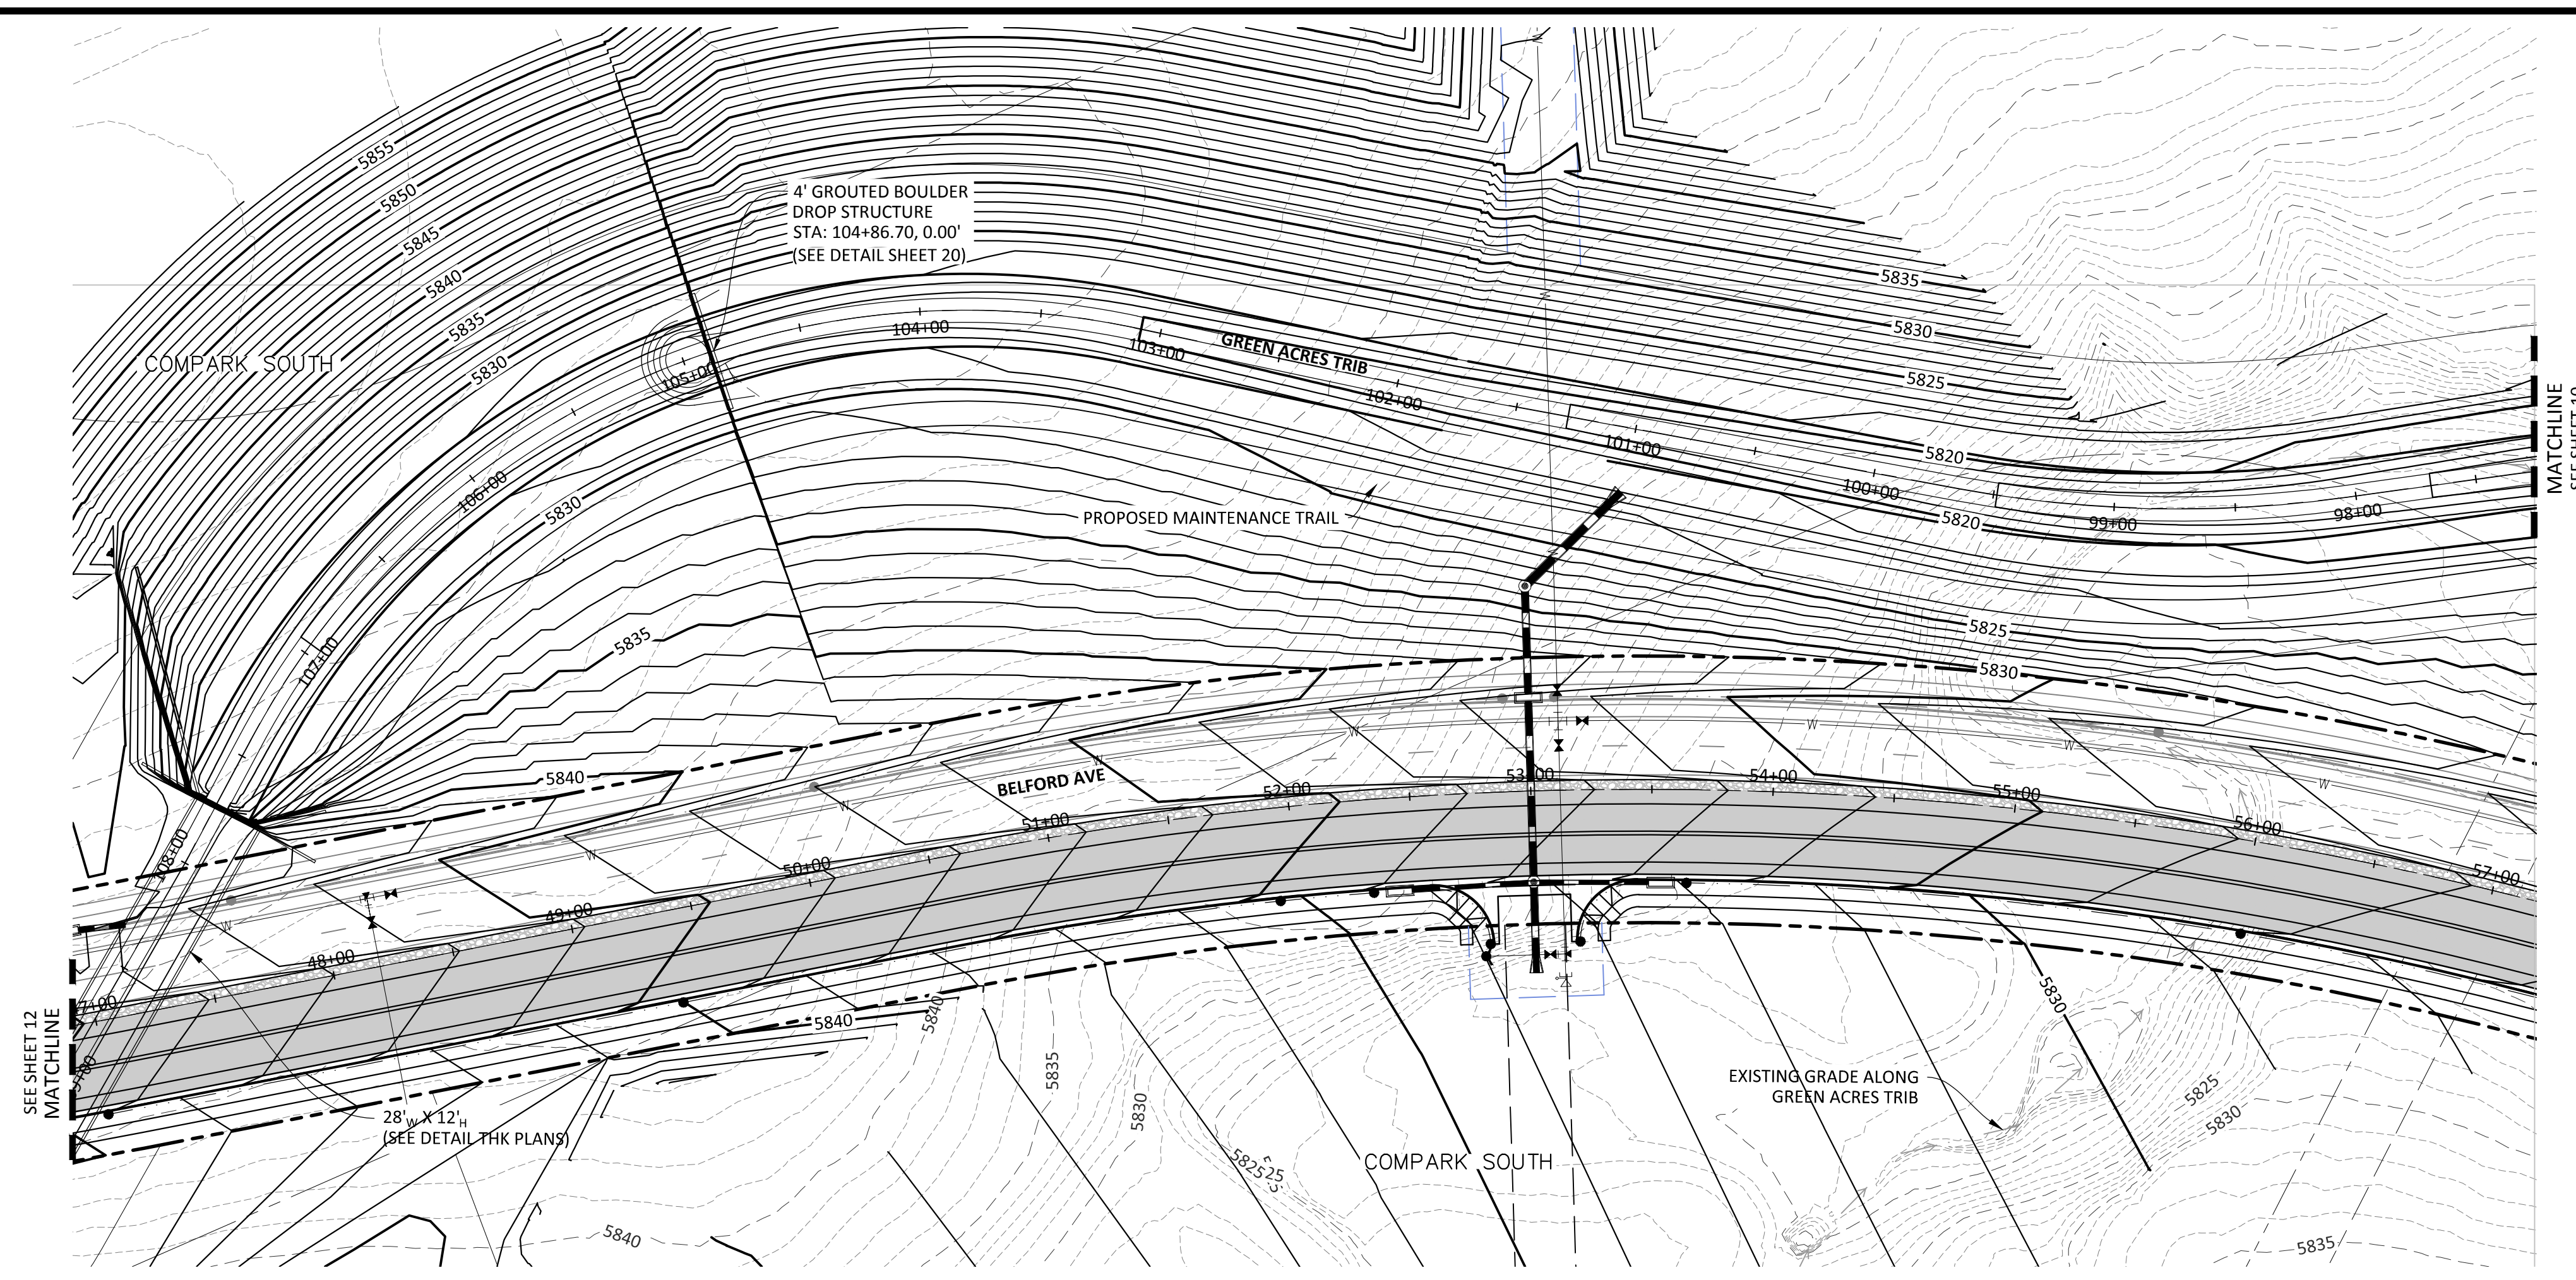 5855
5850
5845
5840
5835
5830
COMPARK SOUTH
4' GROUTED BOULDER
DROP STRUCTURE
STA: 104+86.70, 0.00'
(SEE DETAIL SHEET 20)
104+00
103+00
GREEN ACRES TRIB
102+00
101+00
100+00
99+00
98+00
105+00
106+00
107+00
108+00
5835
5830
5825
5820
5820
5825
5830
MATCHLINE
SEE SHEET 10
5830
PROPOSED MAINTENANCE TRAIL
5835
5840
BELFORD AVE
W
W
W
W
W
W
W
W
48+00
49+00
50+00
51+00
52+00
53+00
54+00
55+00
56+00
57+00
SEE SHEET 12
MATCHLINE
28'W X 12'H
(SEE DETAIL THK PLANS)
5840
5840
5835
5830
5825
5840
COMPARK SOUTH
EXISTING GRADE ALONG
GREEN ACRES TRIB
5830
5825
5830
5835